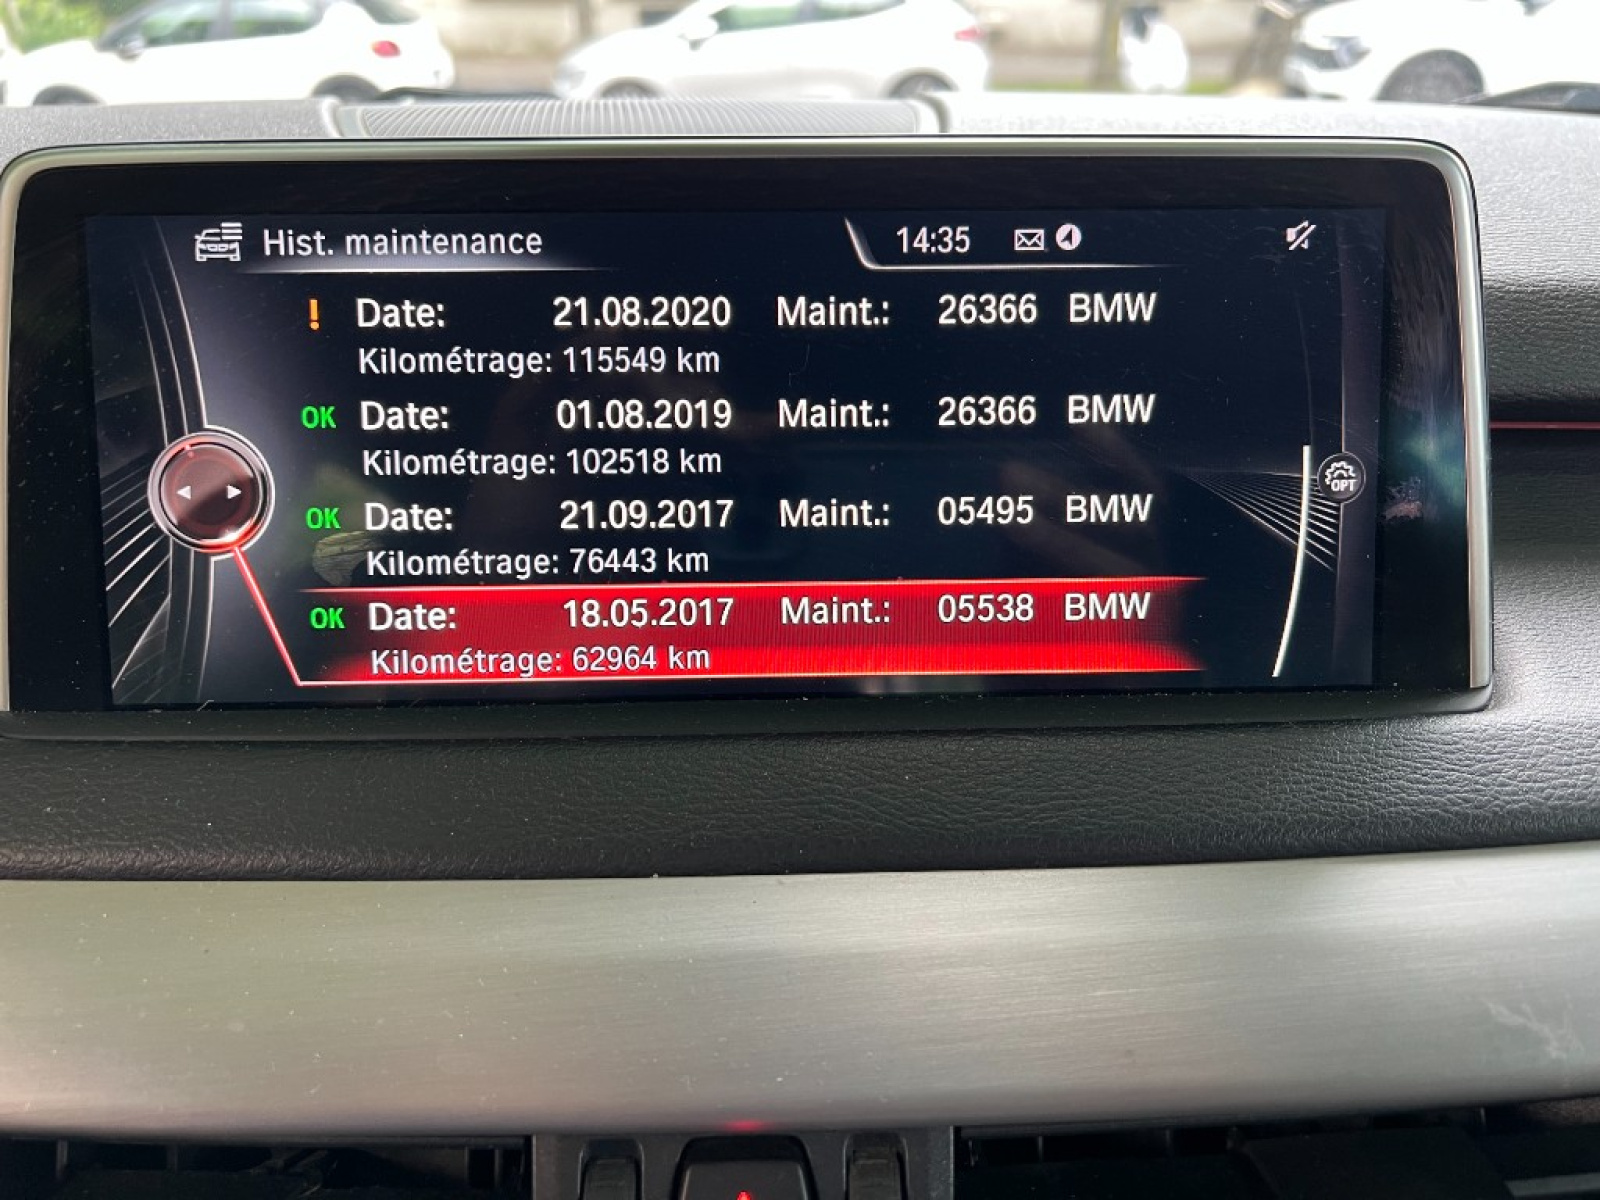 Hist. maintenance 14:35
! Date: 21.08.2020 Maint.: 26366 BMW
Kilométrage: 115549 km
OK Date: 01.08.2019 Maint.: 26366 BMW
Kilométrage: 102518 km
OK Date: 21.09.2017 Maint.: 05495 BMW
Kilométrage: 76443 km
OPT
OK Date: 18.05.2017 Maint.: 05538 BMW
Kilométrage: 62964 km